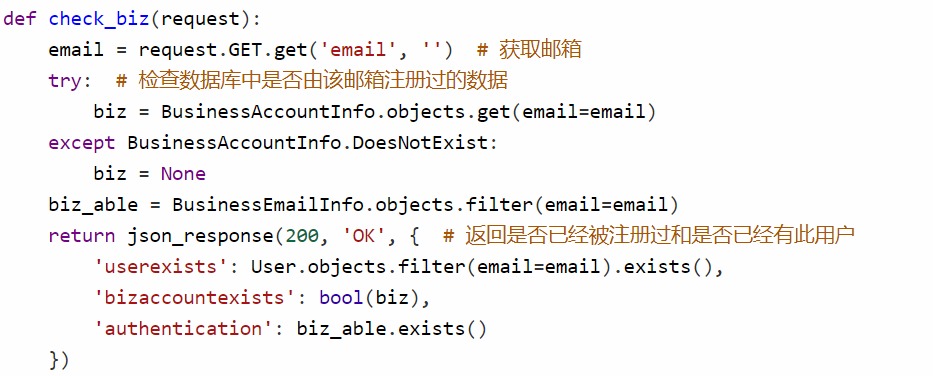 def check_biz(request):
    email = request.GET.get('email', '')  # 获取邮箱
    try:  # 检查数据库中是否由该邮箱注册过的数据
        biz = BusinessAccountInfo.objects.get(email=email)
    except BusinessAccountInfo.DoesNotExist:
        biz = None
    biz_able = BusinessEmailInfo.objects.filter(email=email)
    return json_response(200, 'OK', {  # 返回是否已经被注册过和是否已经有此用户
        'userexists': User.objects.filter(email=email).exists(),
        'bizaccountexists': bool(biz),
        'authentication': biz_able.exists()
    })